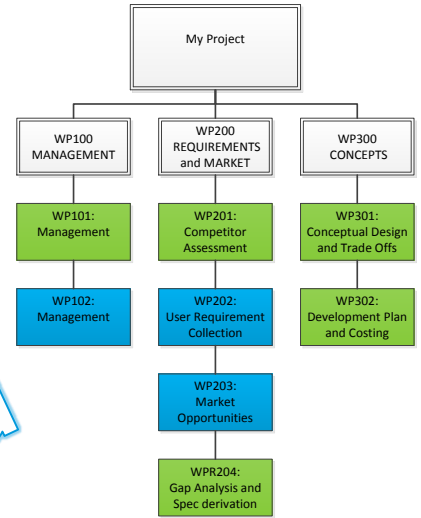 My Project
WP100
MANAGEMENT
WP200
REQUIREMENTS
and MARKET
WP300
CONCEPTS
WP101:
Management
WP201:
Competitor
Assessment
WP301:
Conceptual Design
and Trade Offs
WP102:
Management
WP202:
User Requirement
Collection
WP302:
Development Plan
and Costing
WP203:
Market
Opportunities
WPR204:
Gap Analysis and
Spec derivation